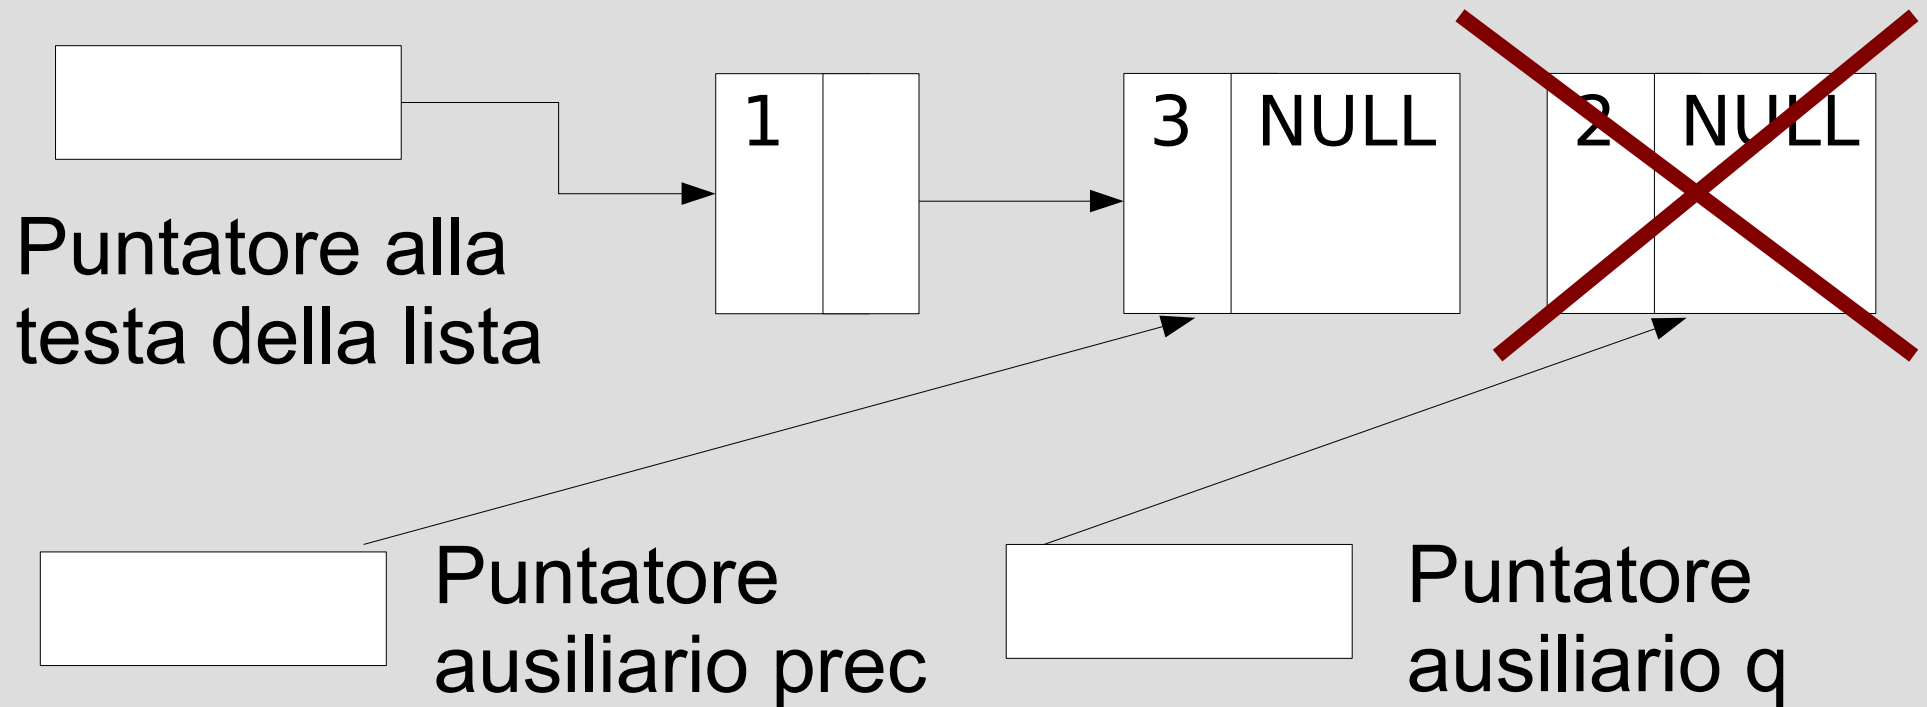 1
3 NULL
2 NULL
Puntatore alla
testa della lista
Puntatore
ausiliario prec
Puntatore
ausiliario q